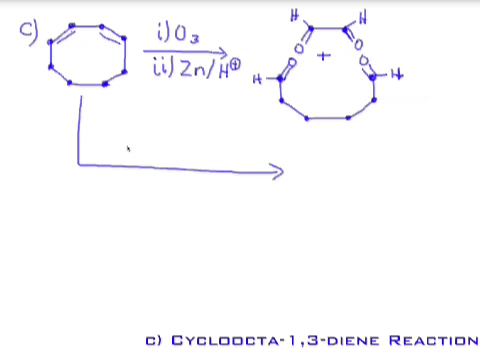 c) i) O3
ii) Zn/H⊕
H H
O O
+
O O
H H
c) Cycloocta-1,3-diene Reaction